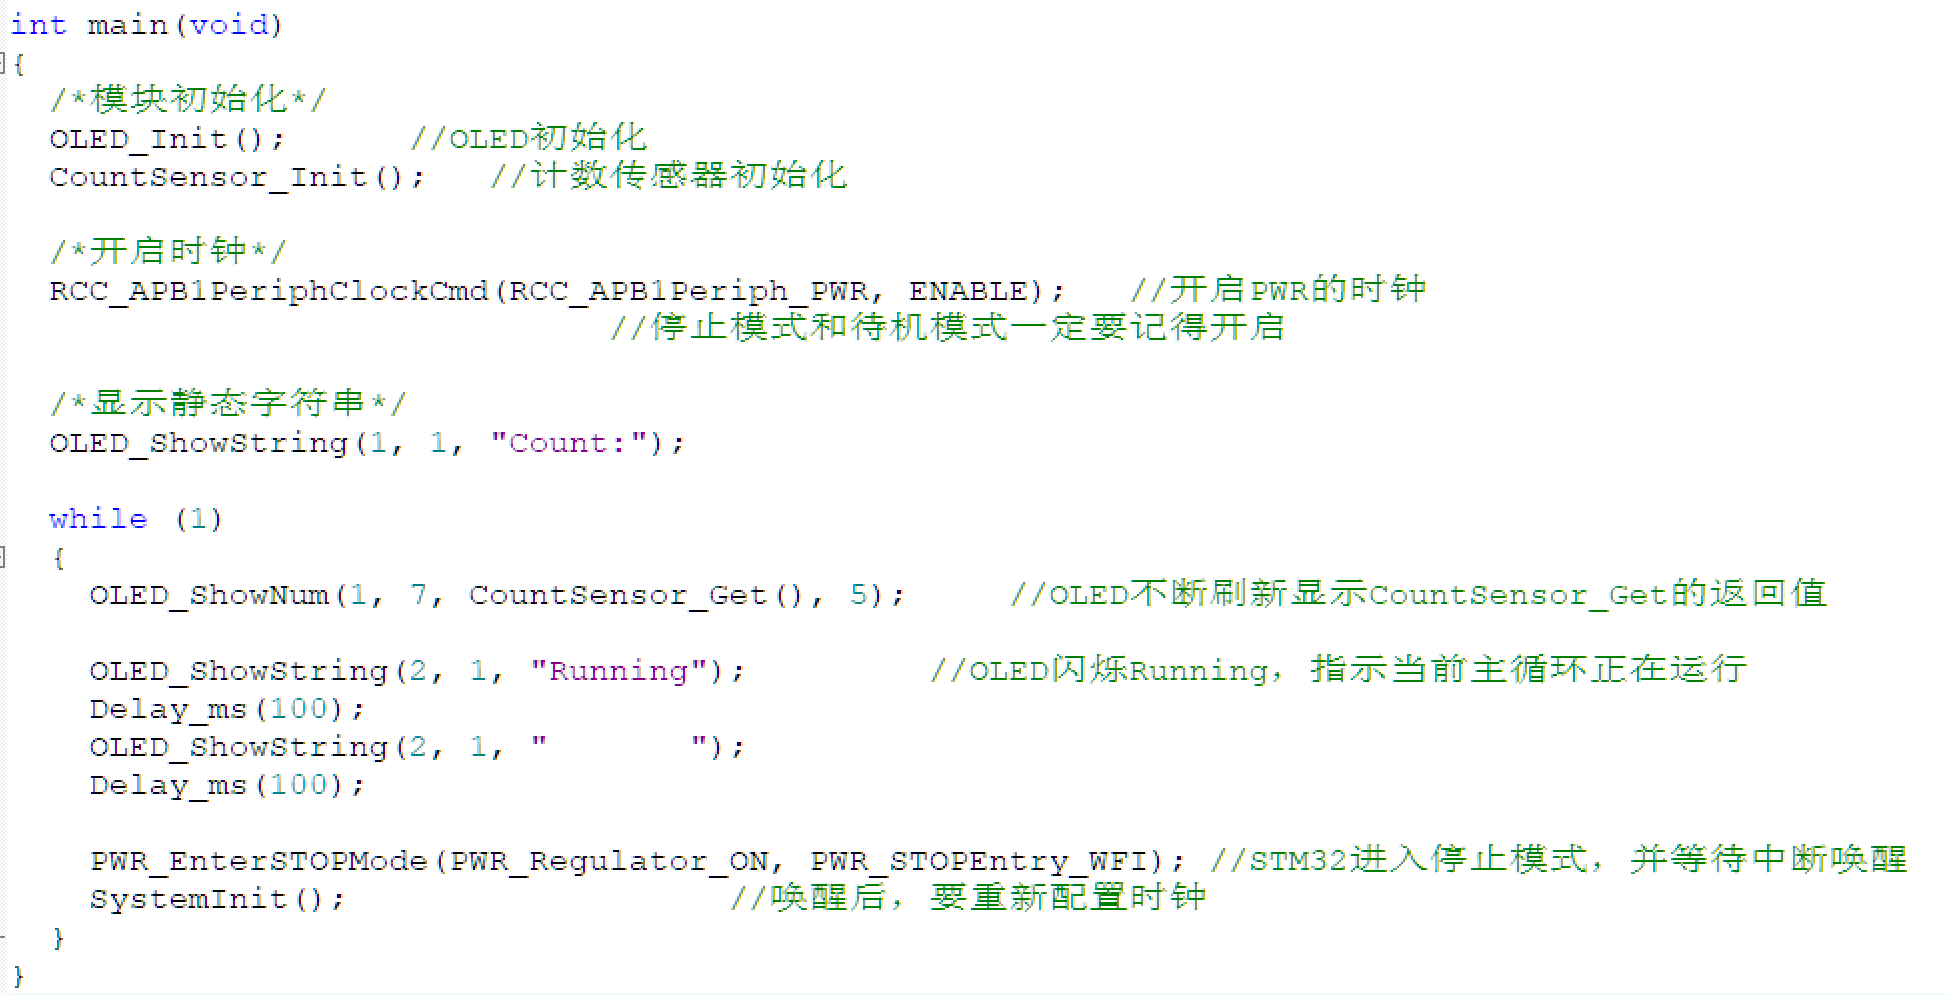 int main(void)
{
  /*模块初始化*/
  OLED_Init();      //OLED初始化
  CountSensor_Init();   //计数传感器初始化
  /*开启时钟*/
  RCC_APB1PeriphClockCmd(RCC_APB1Periph_PWR, ENABLE);   //开启PWR的时钟
                              //停止模式和待机模式一定要记得开启
  /*显示静态字符串*/
  OLED_ShowString(1, 1, "Count:");
  while (1)
  {
    OLED_ShowNum(1, 7, CountSensor_Get(), 5);     //OLED不断刷新显示CountSensor_Get的返回值
    OLED_ShowString(2, 1, "Running");         //OLED闪烁Running，指示当前主循环正在运行
    Delay_ms(100);
    OLED_ShowString(2, 1, "       ");
    Delay_ms(100);
    PWR_EnterSTOPMode(PWR_Regulator_ON, PWR_STOPEntry_WFI); //STM32进入停止模式，并等待中断唤醒
    SystemInit();                   //唤醒后，要重新配置时钟
  }
}